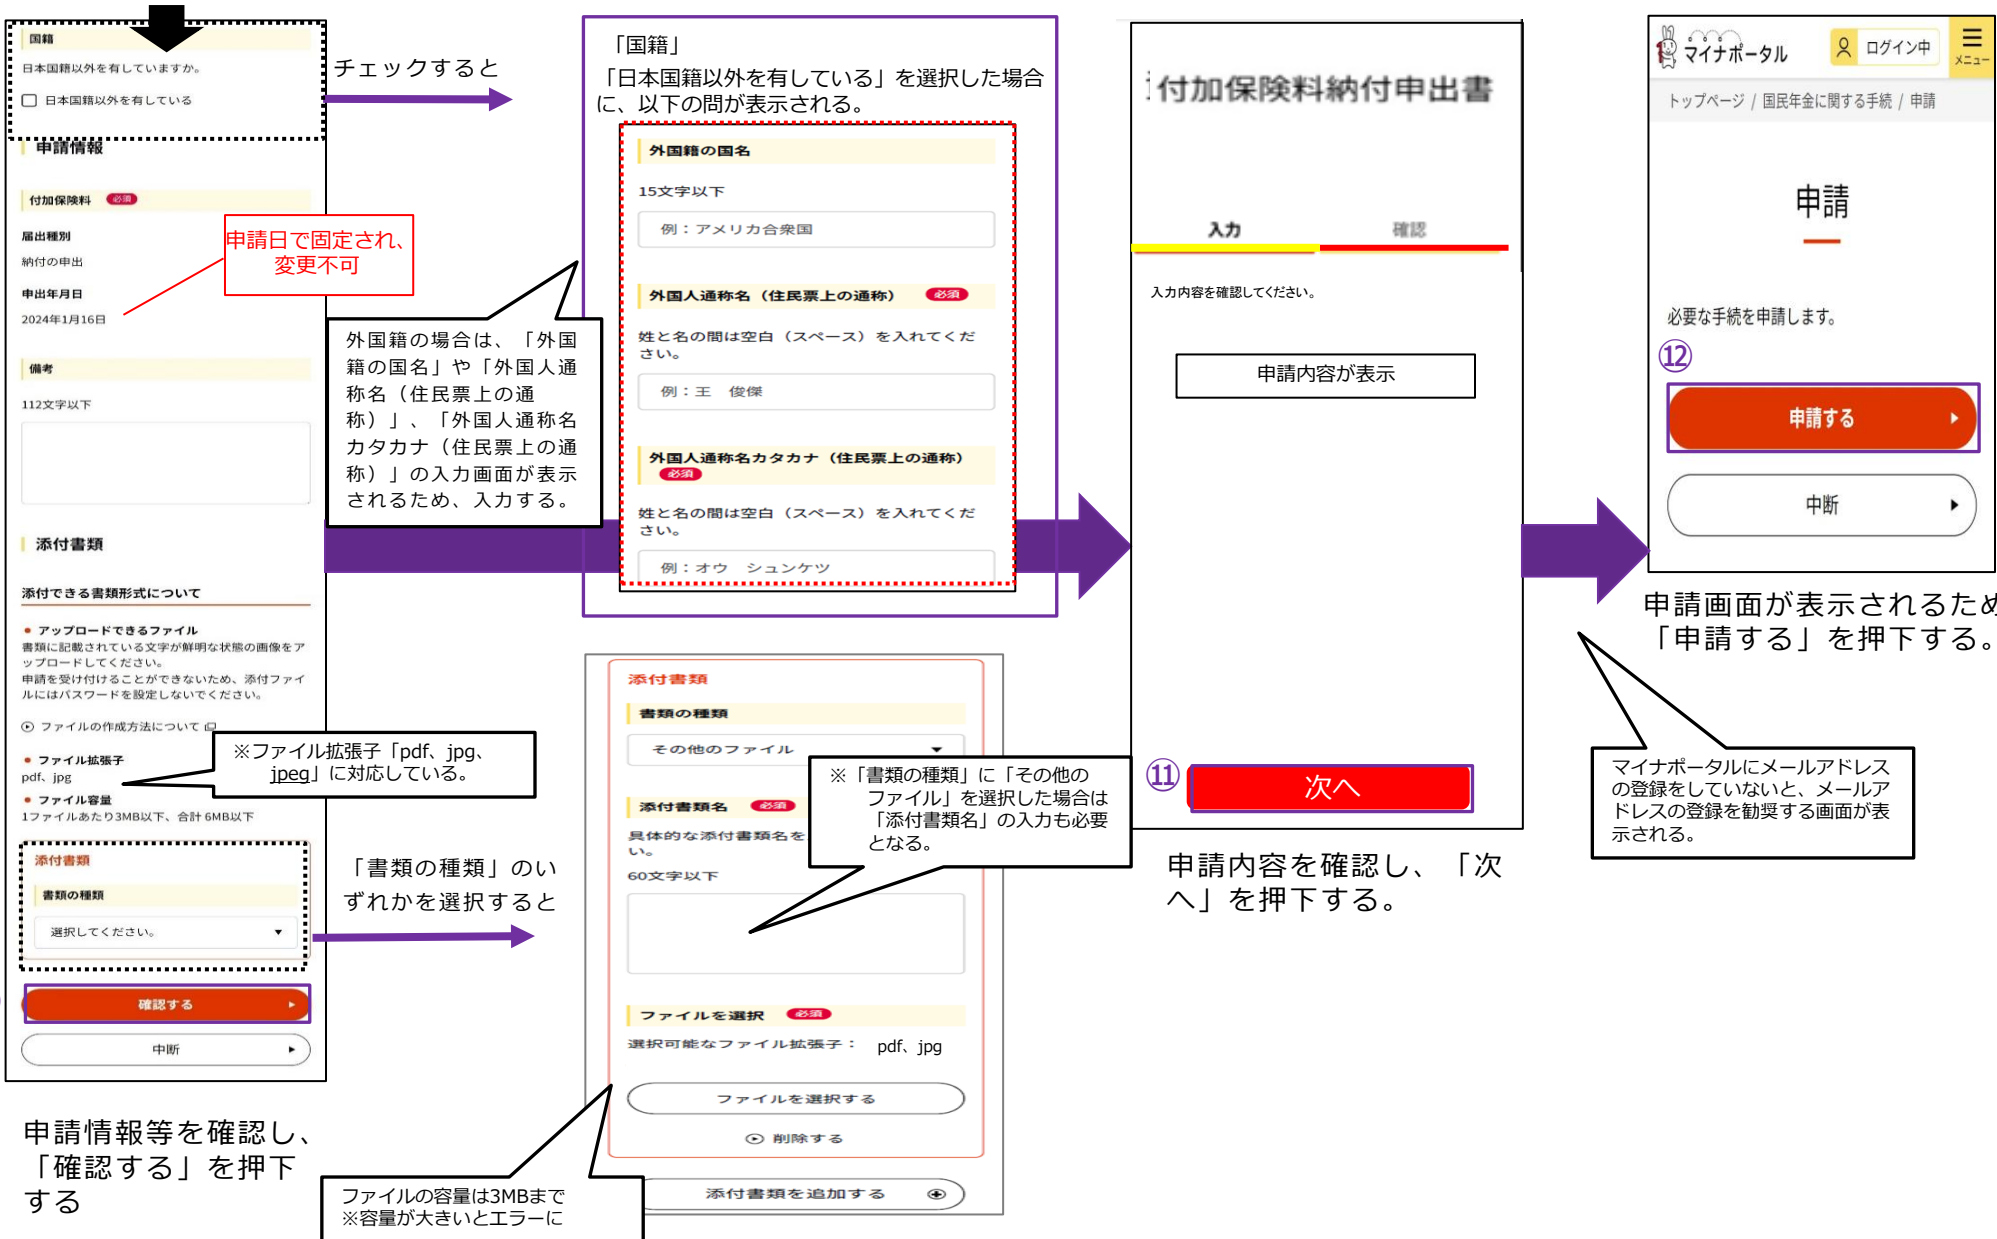 国籍
日本国籍以外を有していますか。
日本国籍以外を有している
チェックすると
申請情報
付加保険料 必須
届出種別
納付の申出
申出年月日
2024年1月16日
申請日で固定され、
変更不可
備考
112文字以下
添付書類
添付できる書類形式について
アップロードできるファイル
書類に記載されている文字が鮮明な状態の画像をア
ップロードしてください。
申請を受け付けることができないため、添付ファイ
ルにはパスワードを設定しないでください。
ファイルの作成方法について
ファイル拡張子
pdf、jpg
※ファイル拡張子「pdf、jpg、
jpeg」に対応している。
ファイル容量
1ファイルあたり3MB以下、合計 6MB以下
添付書類
書類の種類
選択してください。
「書類の種類」のい
ずれかを選択すると
確認する
中断
申請情報等を確認し、
「確認する」を押下
する
「国籍」
「日本国籍以外を有している」を選択した場合
に、以下の問が表示される。
外国籍の国名
15文字以下
例：アメリカ合衆国
外国人通称名（住民票上の通称） 必須
姓と名の間は空白（スペース）を入れてくだ
さい。
例：王　俊傑
外国人通称名カタカナ（住民票上の通称）
必須
姓と名の間は空白（スペース）を入れてくだ
さい。
例：オウ　シュンケツ
外国籍の場合は、「外国
籍の国名」や「外国人通
称名（住民票上の通
称）」、「外国人通称名
カタカナ（住民票上の通
称）」の入力画面が表示
されるため、入力する。
添付書類
書類の種類
その他のファイル
※「書類の種類」に「その他の
ファイル」を選択した場合は
「添付書類名」の入力も必要
となる。
添付書類名 必須
具体的な添付書類名を
い。
60文字以下
ファイルを選択 必須
選択可能なファイル拡張子： pdf、jpg
ファイルを選択する
削除する
添付書類を追加する
ファイルの容量は3MBまで
※容量が大きいとエラーに
付加保険料納付申出書
入力 確認
入力内容を確認してください。
申請内容が表示
⑪
次へ
申請内容を確認し、「次
へ」を押下する。
マイナポータル
ログイン中
メニュー
トップページ / 国民年金に関する手続 / 申請
申請
必要な手続を申請します。
⑫
申請する
中断
申請画面が表示されるため
「申請する」を押下する。
マイナポータルにメールアドレス
の登録をしていないと、メールア
ドレスの登録を勧奨する画面が表
示される。